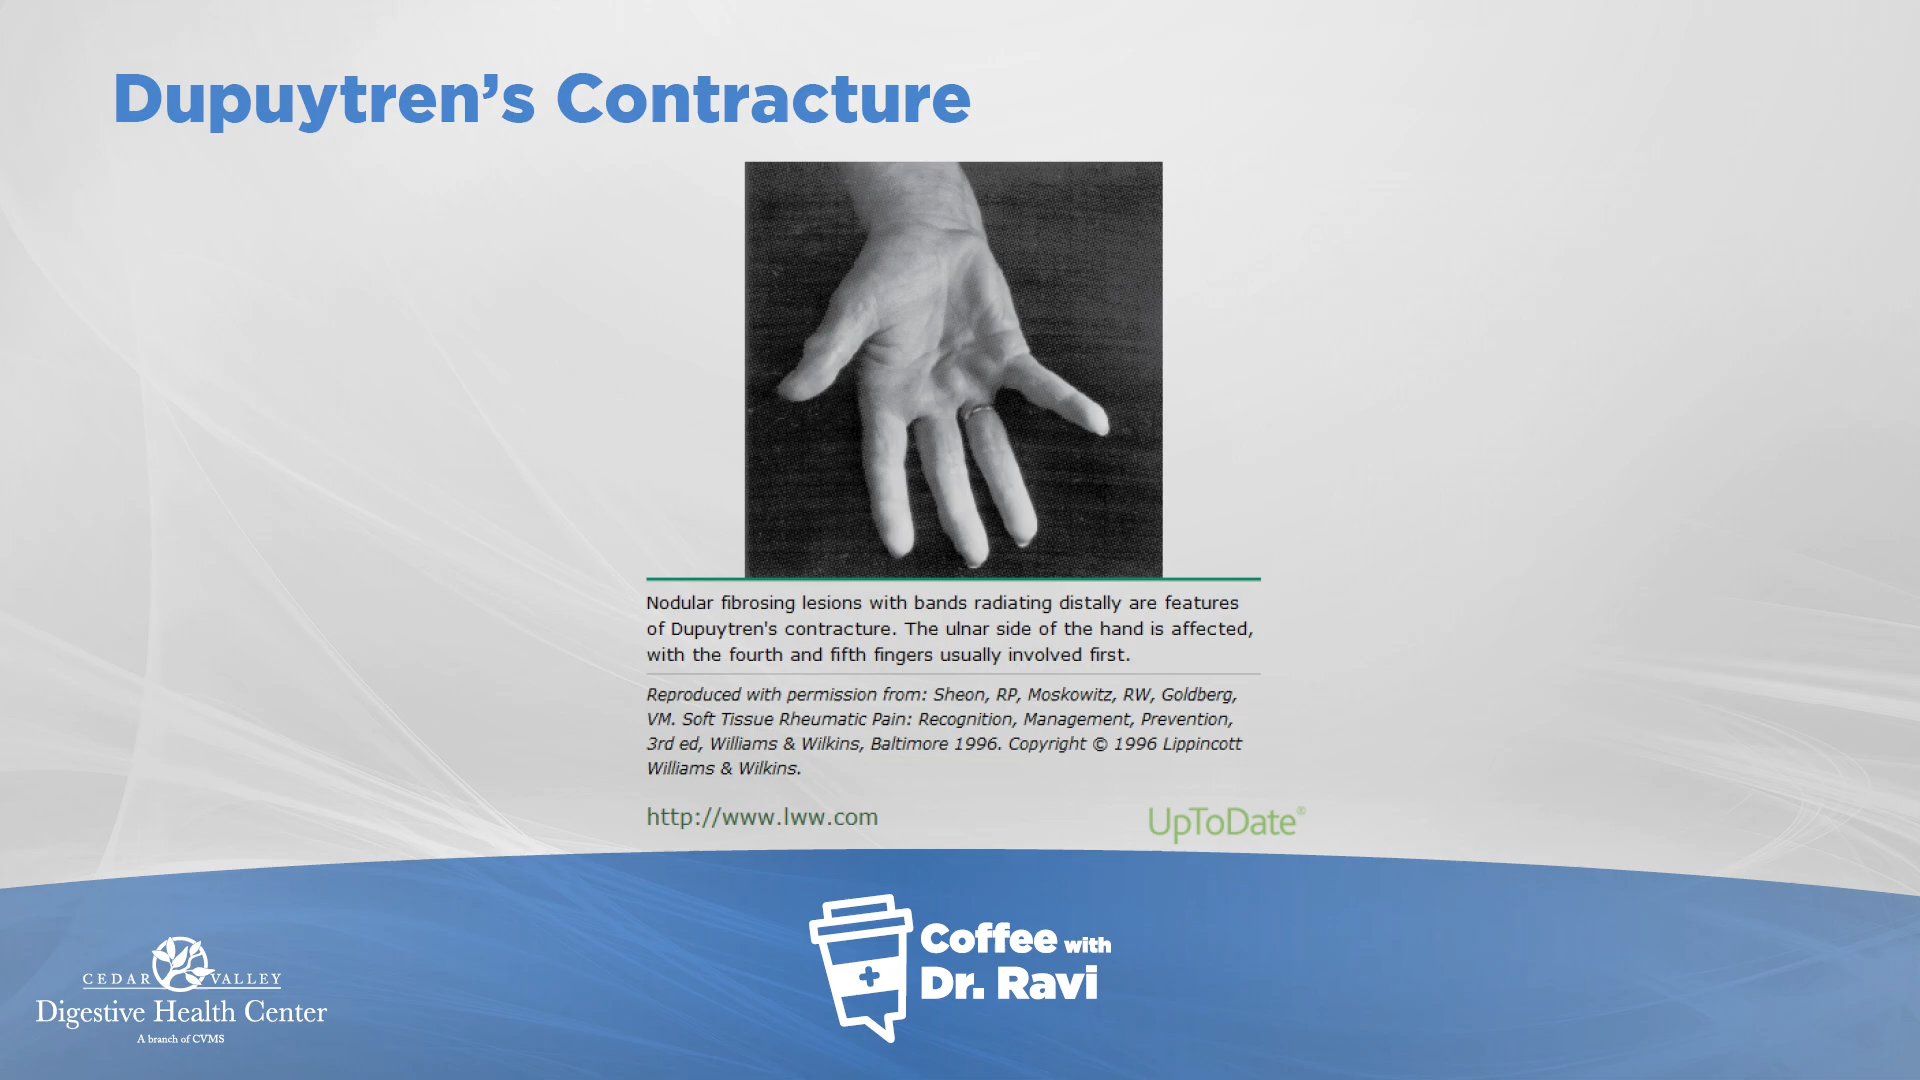 Dupuytren’s Contracture
Nodular fibrosing lesions with bands radiating distally are features
of Dupuytren's contracture. The ulnar side of the hand is affected,
with the fourth and fifth fingers usually involved first.
Reproduced with permission from: Sheon, RP, Moskowitz, RW, Goldberg,
VM. Soft Tissue Rheumatic Pain: Recognition, Management, Prevention,
3rd ed, Williams & Wilkins, Baltimore 1996. Copyright © 1996 Lippincott
Williams & Wilkins.
http://www.lww.com
UpToDate®
CEDAR VALLEY
Digestive Health Center
A branch of CVMS
Coffee with
Dr. Ravi